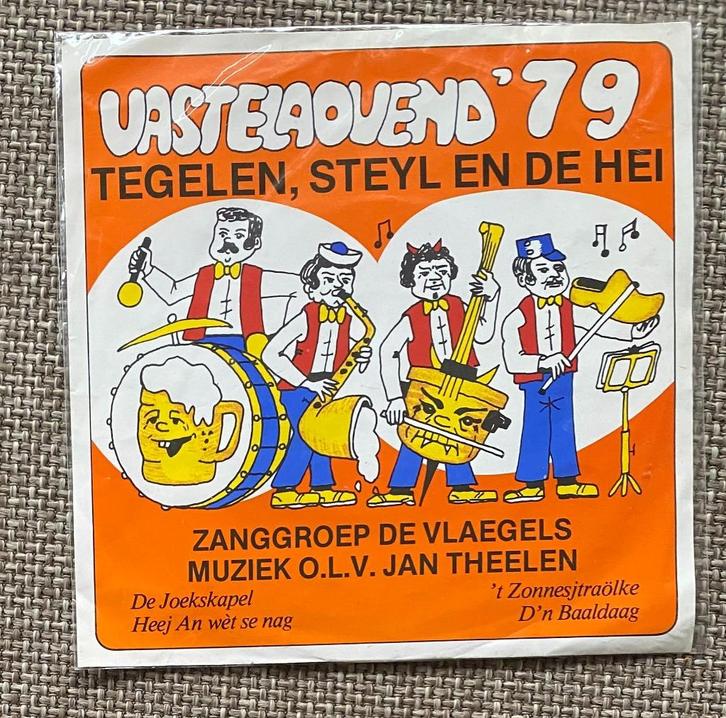 VASTELAOVEND '79
TEGELEN, STEYL EN DE HEI
ZANGGROEP DE VLAEGELS
MUZIEK O.L.V. JAN THEELEN
De Joekskapel
Heej An wèt se nag
't Zonnesjtraölke
D'n Baaldaag